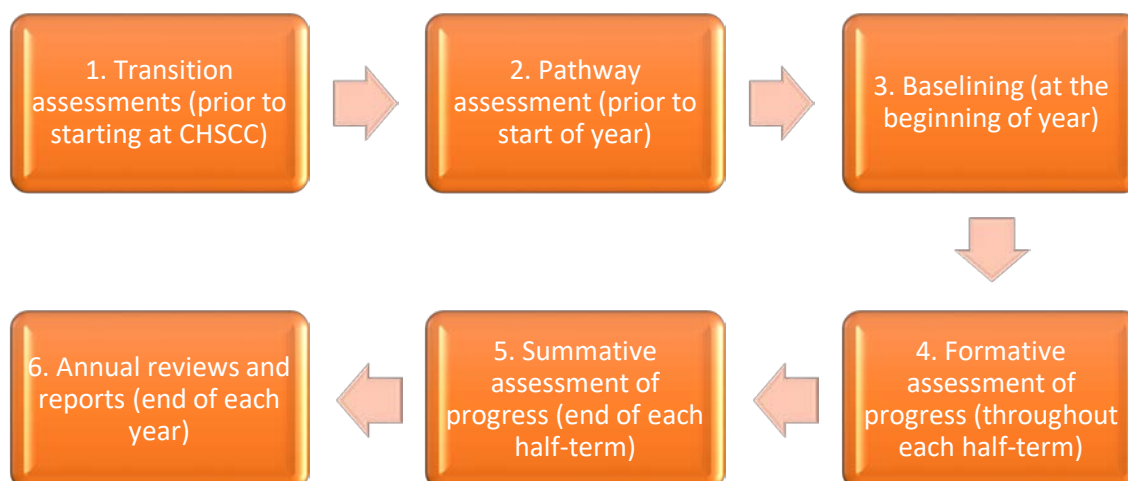 1. Transition
assessments (prior to
starting at CHSCC)
2. Pathway
assessment (prior to
start of year)
3. Baselining (at the
beginning of year)
4. Formative
assessment of
progress (throughout
each half-term)
5. Summative
assessment of
progress (end of each
half-term)
6. Annual reviews and
reports (end of each
year)